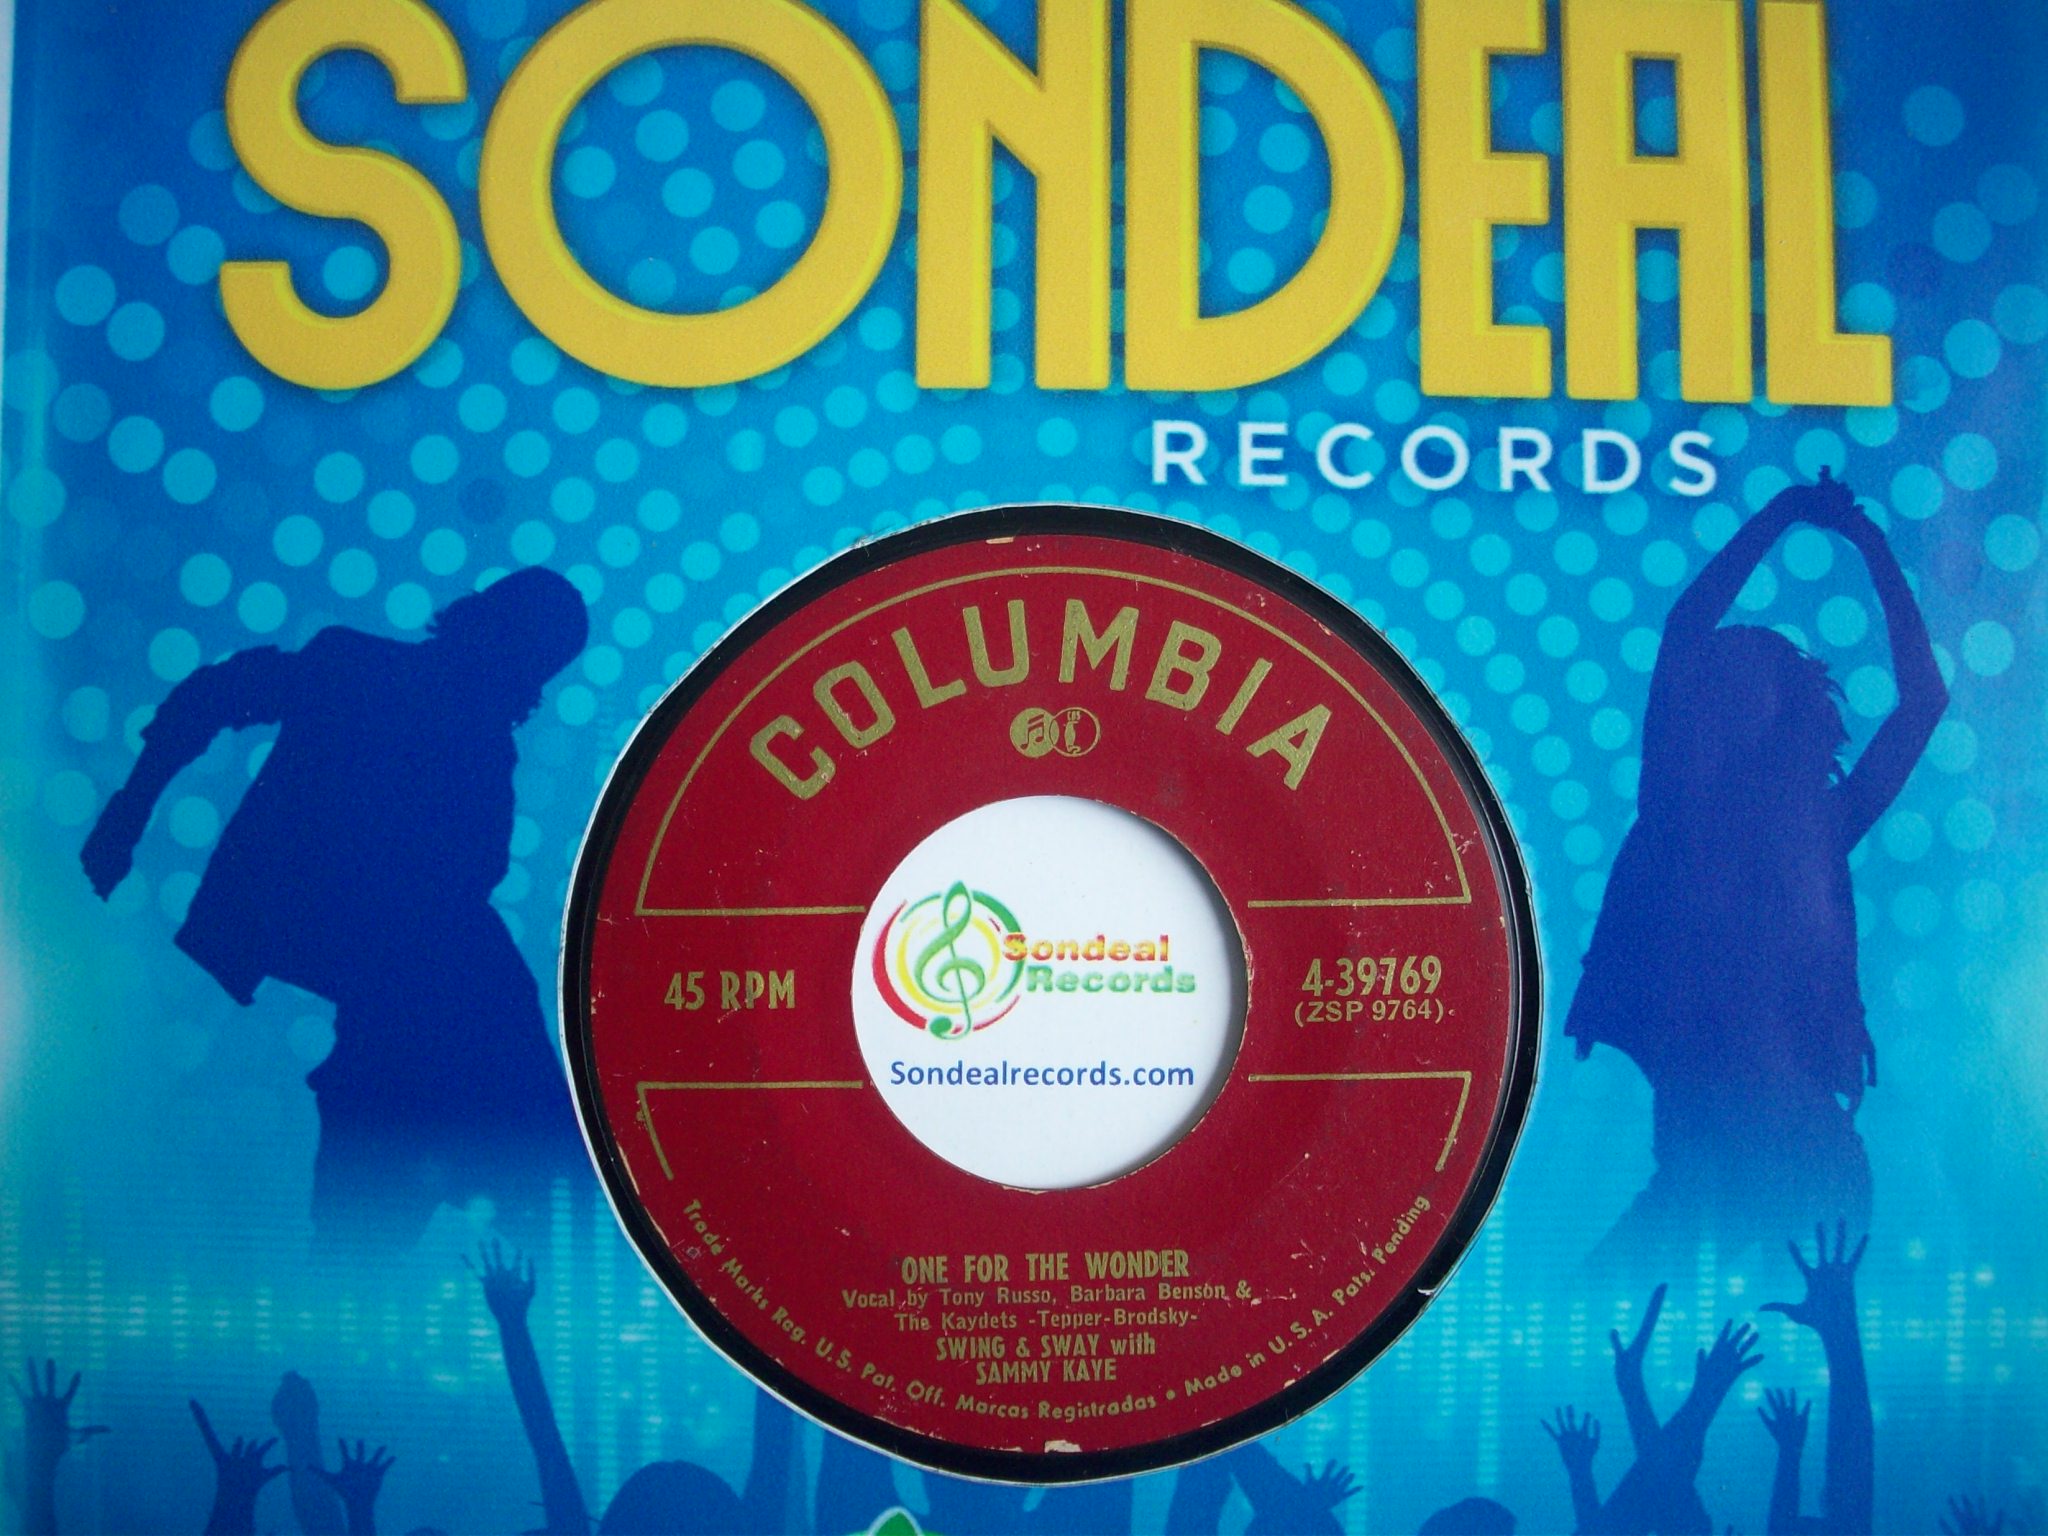 SONDEAL
RECORDS
COLUMBIA
CBS
45 RPM
4-39769
(ZSP 9764)
Sondeal
Records
Sondealrecords.com
ONE FOR THE WONDER
Vocal by Tony Russo, Barbara Benson &
The Kaydets -Tepper-Brodsky-
SWING & SWAY with
SAMMY KAYE
Trade Marks Reg. U.S. Pat. Off. Marcas Registradas • Made in U.S.A. Pats. Pending